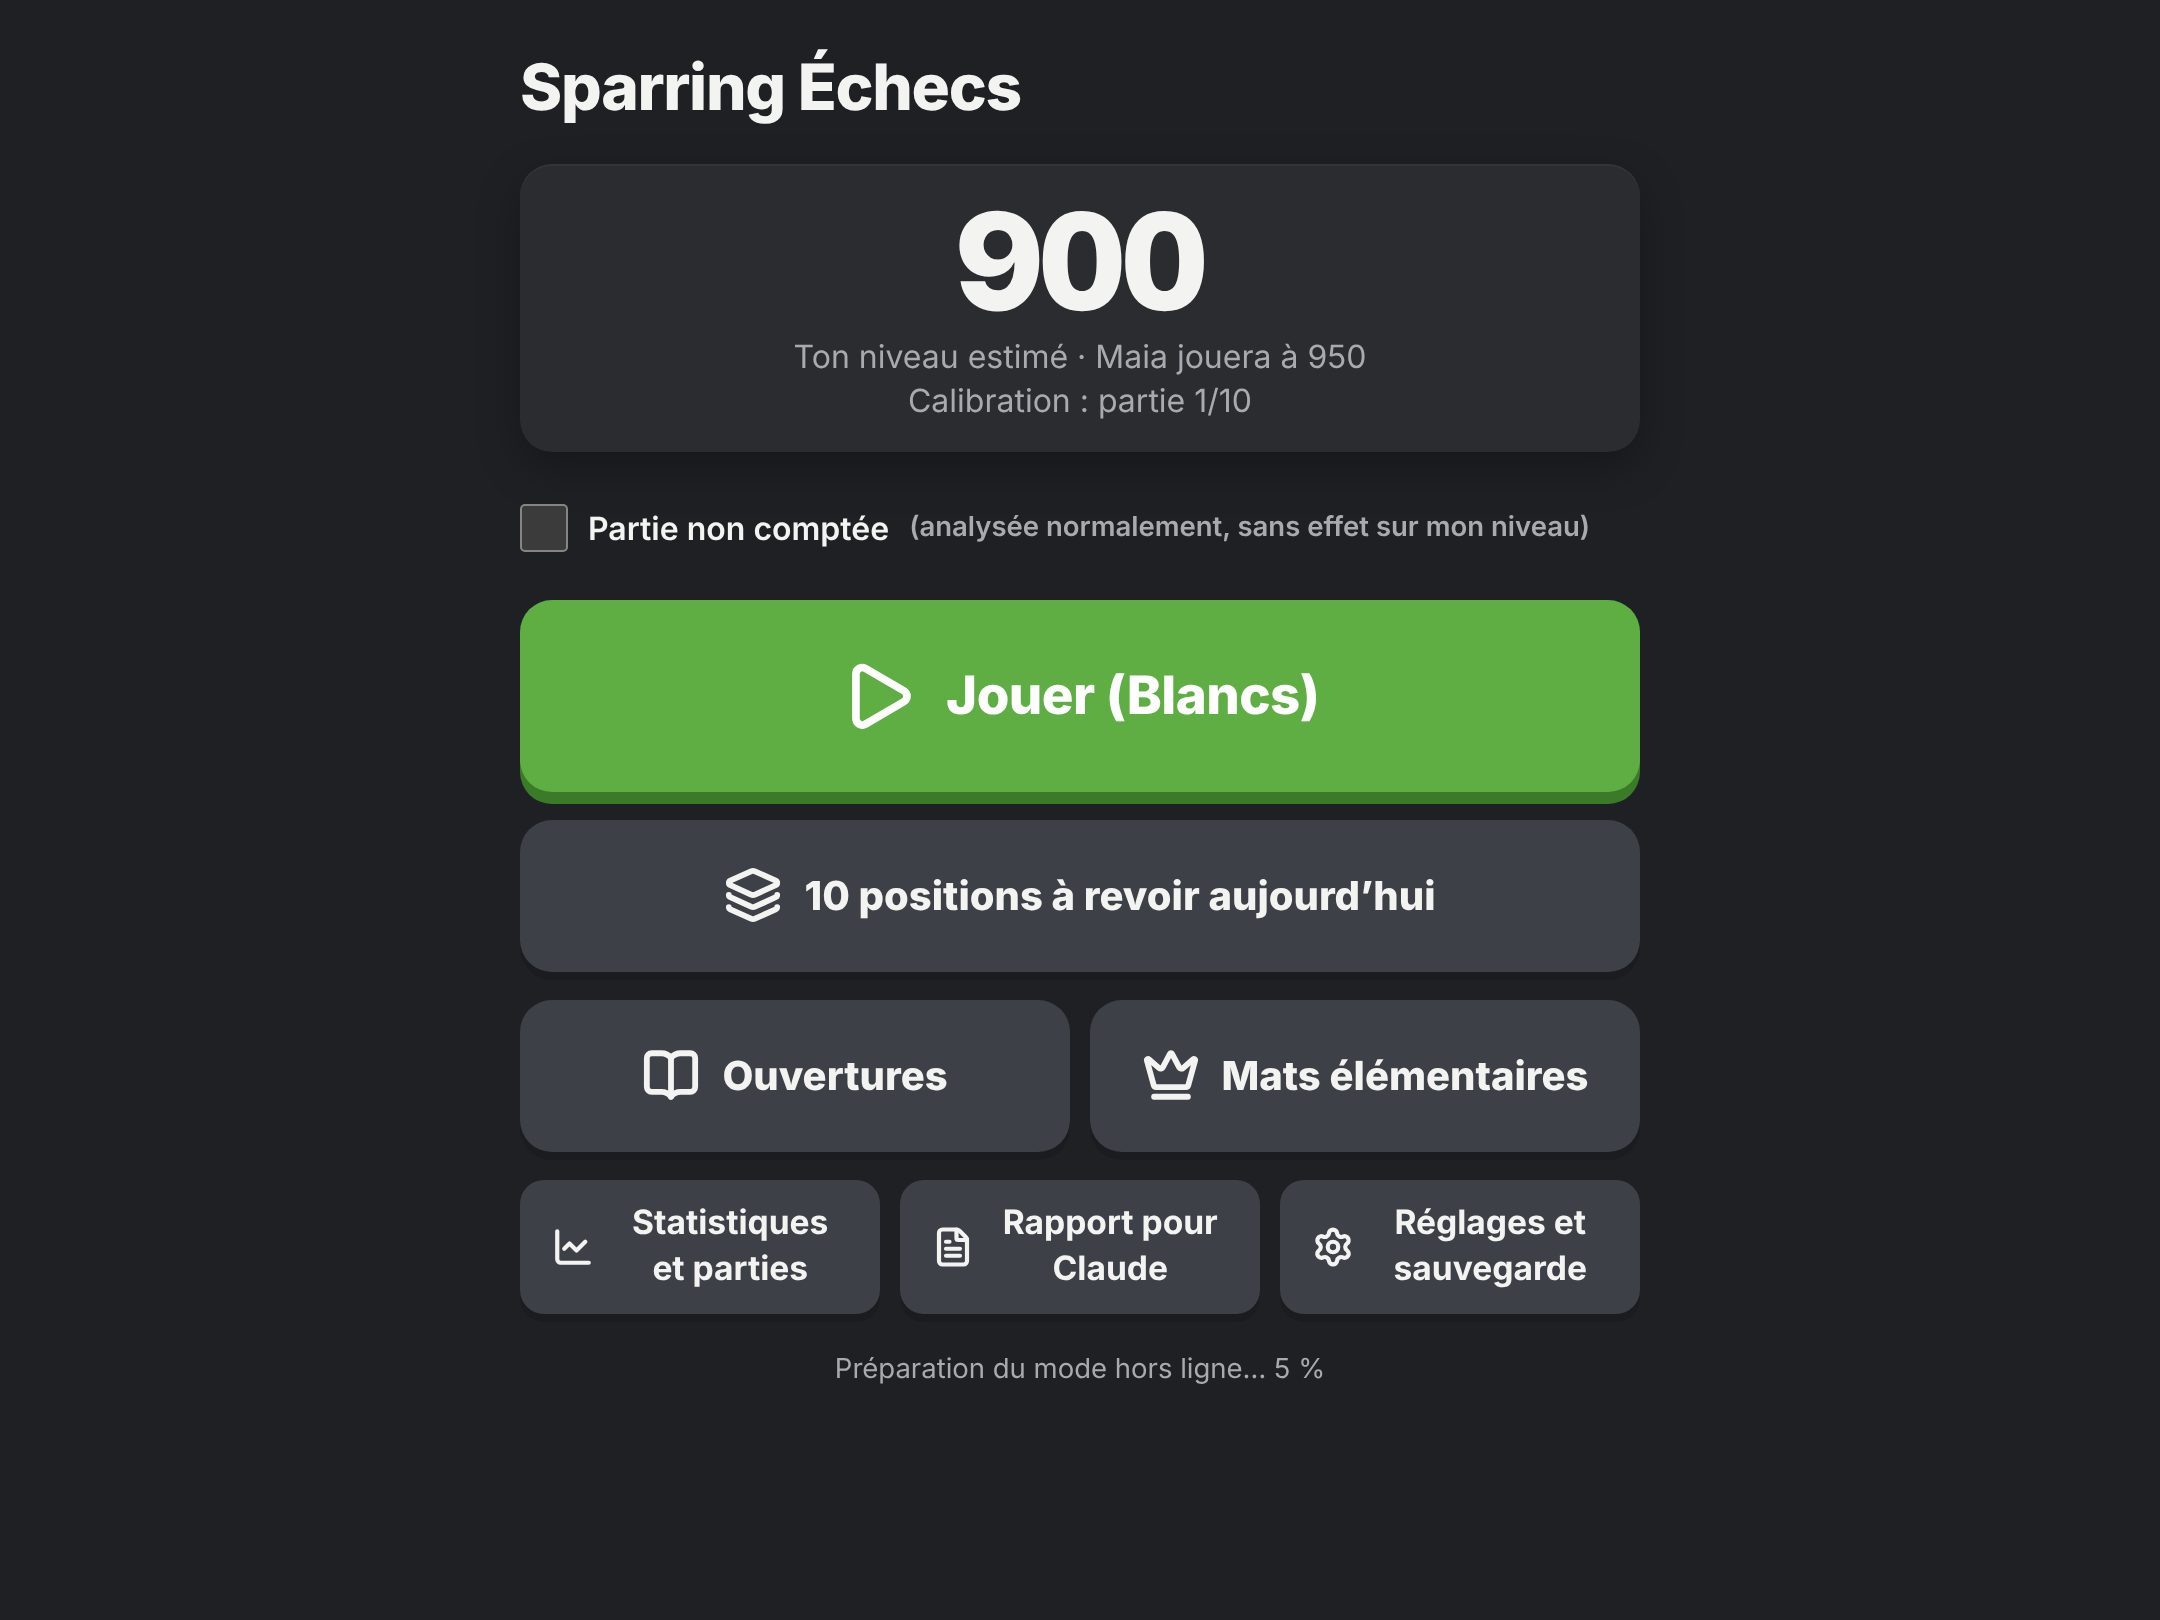 Sparring Échecs
900
Ton niveau estimé · Maia jouera à 950
Calibration : partie 1/10
Partie non comptée (analysée normalement, sans effet sur mon niveau)
Jouer (Blancs)
10 positions à revoir aujourd’hui
Ouvertures
Mats élémentaires
Statistiques
et parties
Rapport pour
Claude
Réglages et
sauvegarde
Préparation du mode hors ligne… 5 %